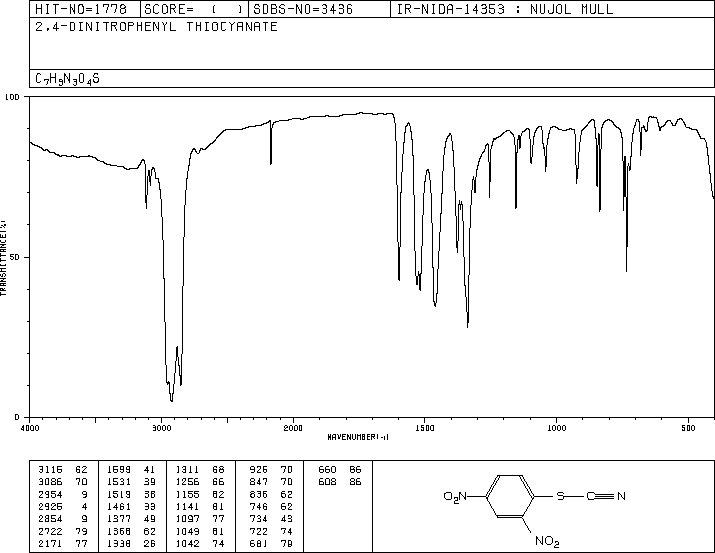 HIT-NO=1778 SCORE= ( ) SDBS-NO=3436 IR-NIDA-14353 : NUJOL MULL
2,4-DINITROPHENYL THIOCYANATE
C7H3N3O4S
100
50
0
TRANSMITTANCE(%)
4000 3000 2000 1500 1000 500
WAVENUMBER(-1)
3115 62 1599 41 1311 68 926 70 660 86
3086 70 1531 39 1256 66 847 70 608 86
2954 9 1519 38 1155 62 836 62
2925 4 1461 33 1141 81 746 62
2854 9 1377 49 1097 77 734 43
2722 79 1368 62 1049 81 722 74
2171 77 1338 26 1042 74 681 79
O2N S C N
NO2